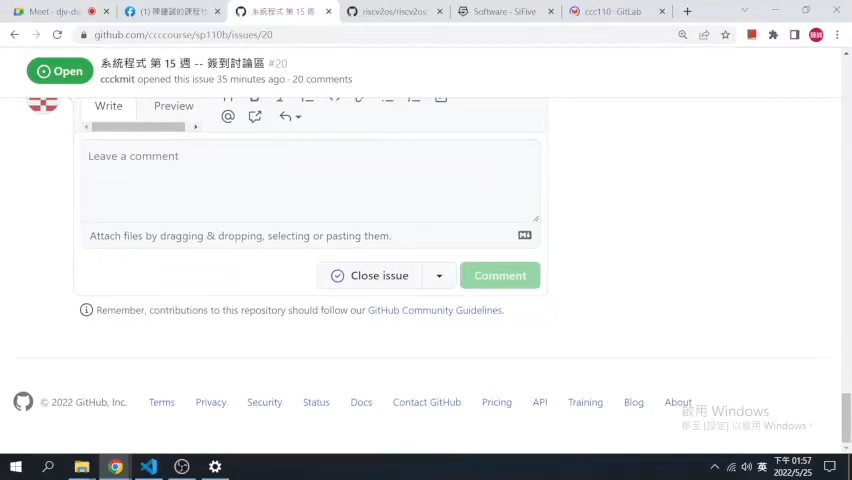 Meet - djv-du
(1) 陳鍾誠的課程社
系統程式 第 15 週
riscv2os/riscv2os:
Software - SiFive
ccc110 · GitLab
github.com/ccccourse/sp110b/issues/20
Open
系統程式 第 15 週 -- 簽到討論區 #20
ccckmit opened this issue 35 minutes ago · 20 comments
Write
Preview
Leave a comment
Attach files by dragging & dropping, selecting or pasting them.
Close issue
Comment
Remember, contributions to this repository should follow our GitHub Community Guidelines.
© 2022 GitHub, Inc.
Terms
Privacy
Security
Status
Docs
Contact GitHub
Pricing
API
Training
Blog
About
啟用 Windows
移至 [設定] 以啟用 Windows。
英
下午 01:57
2022/5/25